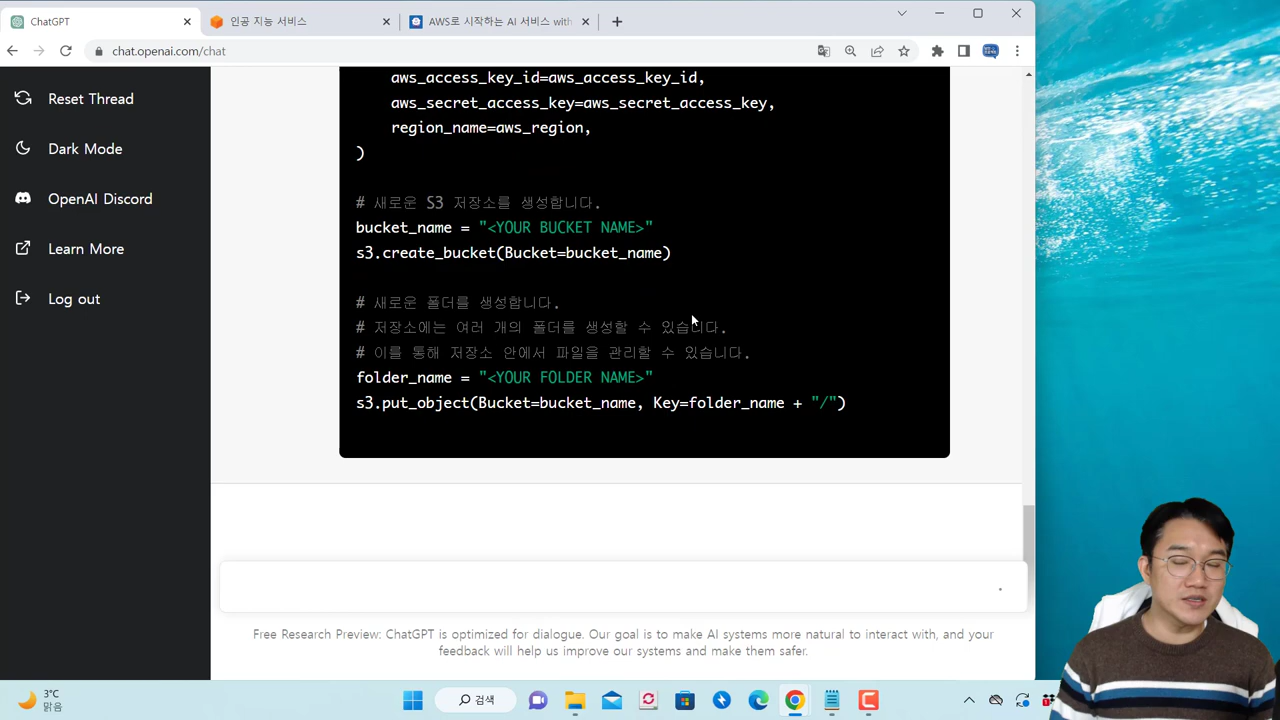 ChatGPT
인공 지능 서비스
AWS로 시작하는 AI 서비스 with
chat.openai.com/chat
Reset Thread
Dark Mode
OpenAI Discord
Learn More
Log out
aws_access_key_id=aws_access_key_id,
aws_secret_access_key=aws_secret_access_key,
region_name=aws_region,
)
# 새로운 S3 저장소를 생성합니다.
bucket_name = "<YOUR BUCKET NAME>"
s3.create_bucket(Bucket=bucket_name)
# 새로운 폴더를 생성합니다.
# 저장소에는 여러 개의 폴더를 생성할 수 있습니다.
# 이를 통해 저장소 안에서 파일을 관리할 수 있습니다.
folder_name = "<YOUR FOLDER NAME>"
s3.put_object(Bucket=bucket_name, Key=folder_name + "/")
Free Research Preview: ChatGPT is optimized for dialogue. Our goal is to make AI systems more natural to interact with, and your
feedback will help us improve our systems and make them safer.
3°C
맑음
검색